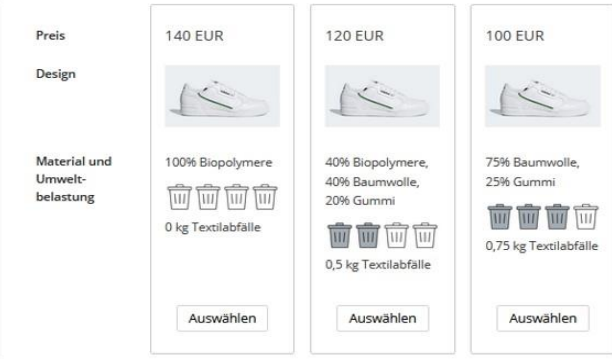 Preis
140 EUR
120 EUR
100 EUR
Design
Material und
Umwelt-
belastung
100% Biopolymere
0 kg Textilabfälle
40% Biopolymere,
40% Baumwolle,
20% Gummi
0,5 kg Textilabfälle
75% Baumwolle,
25% Gummi
0,75 kg Textilabfälle
Auswählen
Auswählen
Auswählen